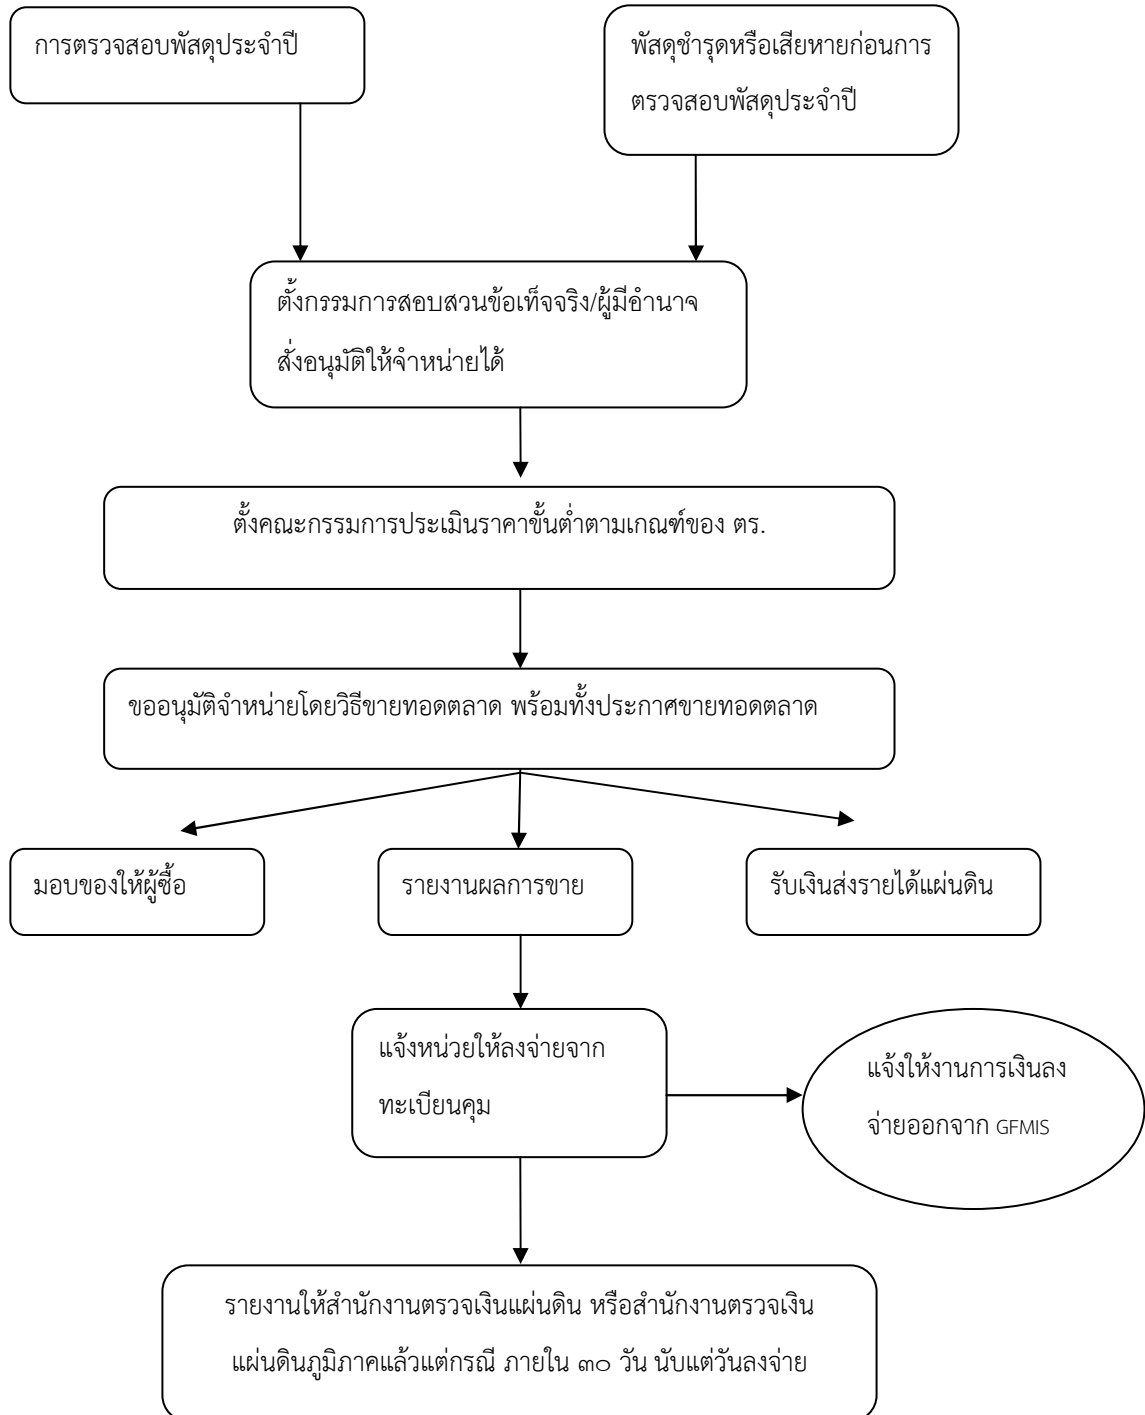 การตรวจสอบพัสดุประจำปี
พัสดุชำรุดหรือเสียหายก่อนการ
ตรวจสอบพัสดุประจำปี
ตั้งกรรมการสอบสวนข้อเท็จจริง/ผู้มีอำนาจ
สั่งอนุมัติให้จำหน่ายได้
ตั้งคณะกรรมการประเมินราคาขั้นต่ำตามเกณฑ์ของ ตร.
ขออนุมัติจำหน่ายโดยวิธีขายทอดตลาด พร้อมทั้งประกาศขายทอดตลาด
มอบของให้ผู้ซื้อ
รายงานผลการขาย
รับเงินส่งรายได้แผ่นดิน
แจ้งหน่วยให้ลงจ่ายจาก
ทะเบียนคุม
แจ้งให้งานการเงินลง
จ่ายออกจาก GFMIS
รายงานให้สำนักงานตรวจเงินแผ่นดิน หรือสำนักงานตรวจเงิน
แผ่นดินภูมิภาคแล้วแต่กรณี ภายใน ๓๐ วัน นับแต่วันลงจ่าย